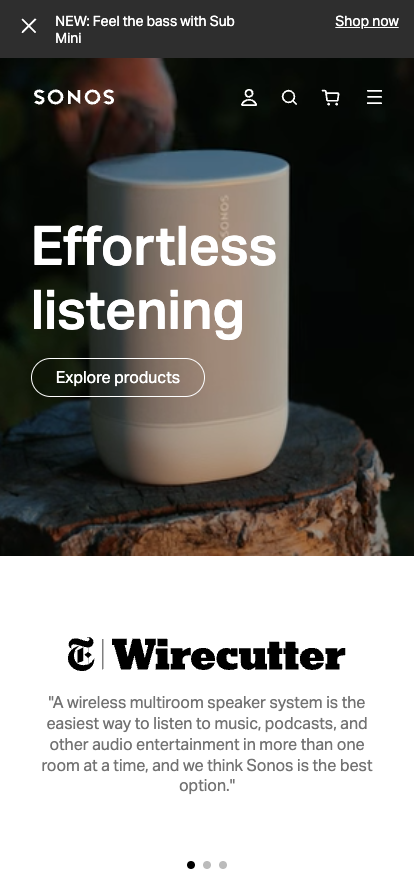 NEW: Feel the bass with Sub
Mini
Shop now
SONOS
SONOS
Effortless
listening
Explore products
T Wirecutter
"A wireless multiroom speaker system is the
easiest way to listen to music, podcasts, and
other audio entertainment in more than one
room at a time, and we think Sonos is the best
option."